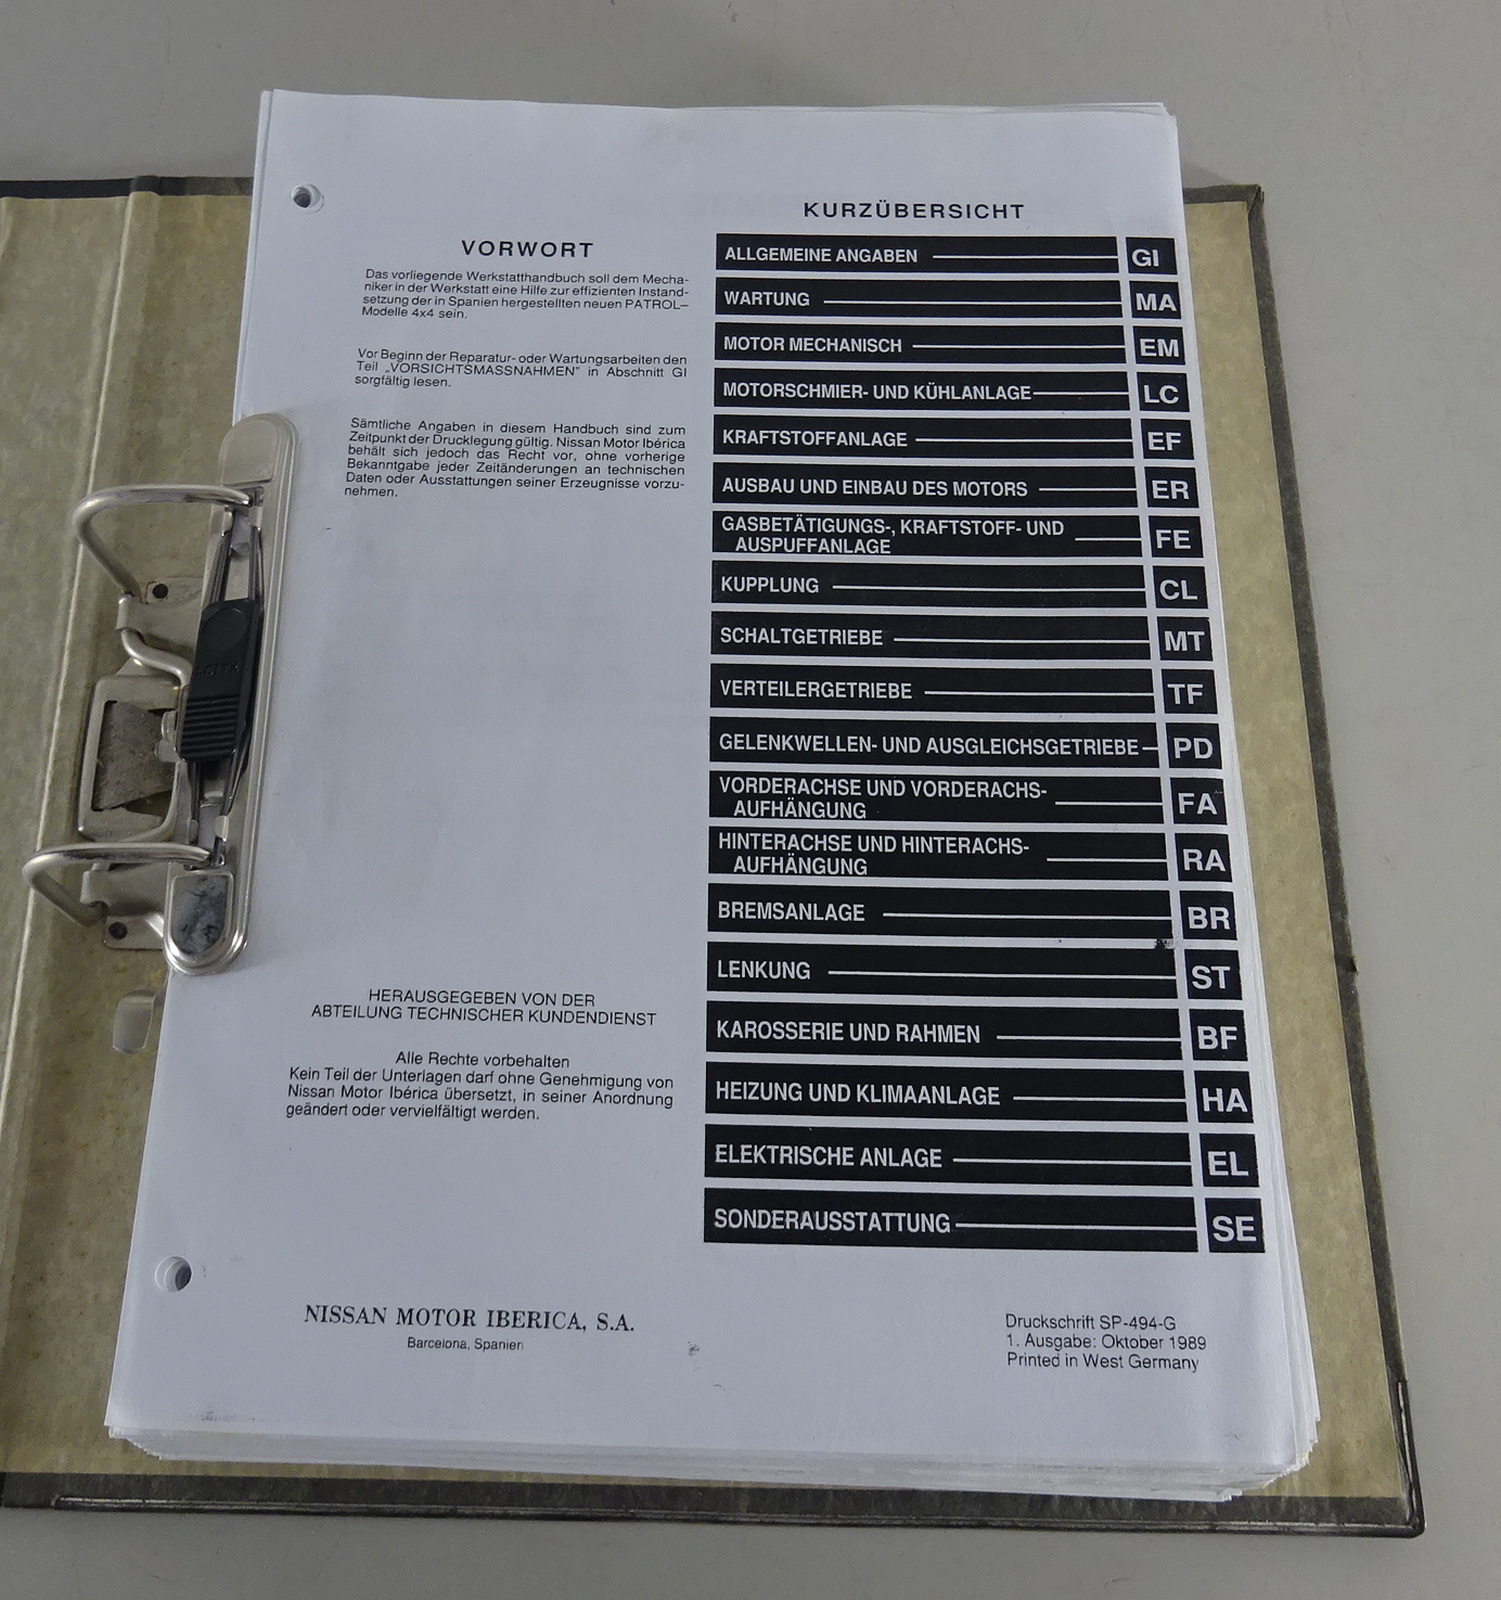 VORWORT
Das vorliegende Werkstatthandbuch soll dem Mecha-
niker in der Werkstatt eine Hilfe zur effizienten Instand-
setzung der in Spanien hergestellten neuen PATROL–
Modelle 4x4 sein.
Vor Beginn der Reparatur- oder Wartungsarbeiten den
Teil „VORSICHTSMASSNAHMEN" in Abschnitt GI
sorgfältig lesen.
Sämtliche Angaben in diesem Handbuch sind zum
Zeitpunkt der Drucklegung gültig. Nissan Motor Ibérica
behält sich jedoch das Recht vor, ohne vorherige
Bekanntgabe jeder Zeitänderungen an technischen
Daten oder Ausstattungen seiner Erzeugnisse vorzu-
nehmen.
HERAUSGEGEBEN VON DER
ABTEILUNG TECHNISCHER KUNDENDIENST
Alle Rechte vorbehalten
Kein Teil der Unterlagen darf ohne Genehmigung von
Nissan Motor Ibérica übersetzt, in seiner Anordnung
geändert oder vervielfältigt werden.
NISSAN MOTOR IBERICA, S.A.
Barcelona, Spanien
KURZÜBERSICHT
ALLGEMEINE ANGABEN GI
WARTUNG MA
MOTOR MECHANISCH EM
MOTORSCHMIER- UND KÜHLANLAGE LC
KRAFTSTOFFANLAGE EF
AUSBAU UND EINBAU DES MOTORS ER
GASBETÄTIGUNGS-, KRAFTSTOFF- UND
AUSPUFFANLAGE FE
KUPPLUNG CL
SCHALTGETRIEBE MT
VERTEILERGETRIEBE TF
GELENKWELLEN- UND AUSGLEICHSGETRIEBE PD
VORDERACHSE UND VORDERACHS-
AUFHÄNGUNG FA
HINTERACHSE UND HINTERACHS-
AUFHÄNGUNG RA
BREMSANLAGE BR
LENKUNG ST
KAROSSERIE UND RAHMEN BF
HEIZUNG UND KLIMAANLAGE HA
ELEKTRISCHE ANLAGE EL
SONDERAUSSTATTUNG SE
Druckschrift SP-494-G
1. Ausgabe: Oktober 1989
Printed in West Germany